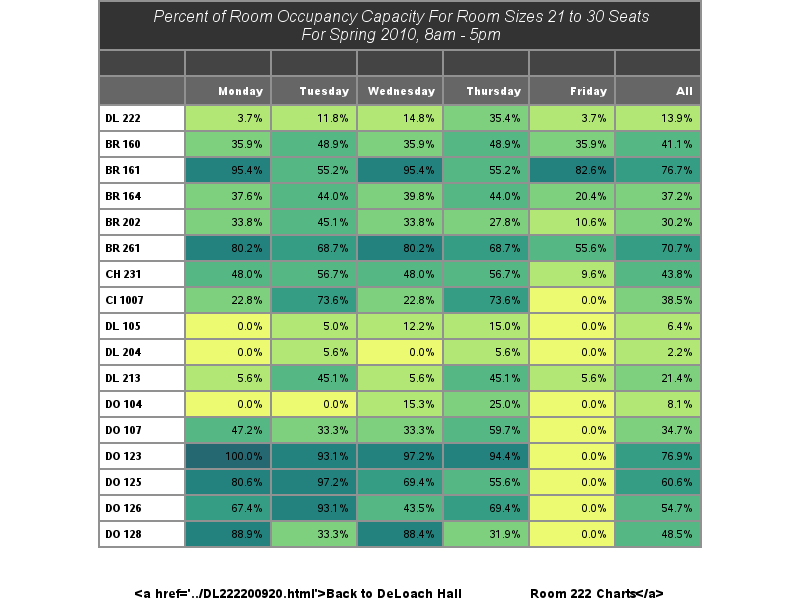 Percent of Room Occupancy Capacity For Room Sizes 21 to 30 Seats
For Spring 2010, 8am - 5pm
Monday Tuesday Wednesday Thursday Friday All
DL 222 3.7% 11.8% 14.8% 35.4% 3.7% 13.9%
BR 160 35.9% 48.9% 35.9% 48.9% 35.9% 41.1%
BR 161 95.4% 55.2% 95.4% 55.2% 82.6% 76.7%
BR 164 37.6% 44.0% 39.8% 44.0% 20.4% 37.2%
BR 202 33.8% 45.1% 33.8% 27.8% 10.6% 30.2%
BR 261 80.2% 68.7% 80.2% 68.7% 55.6% 70.7%
CH 231 48.0% 56.7% 48.0% 56.7% 9.6% 43.8%
CI 1007 22.8% 73.6% 22.8% 73.6% 0.0% 38.5%
DL 105 0.0% 5.0% 12.2% 15.0% 0.0% 6.4%
DL 204 0.0% 5.6% 0.0% 5.6% 0.0% 2.2%
DL 213 5.6% 45.1% 5.6% 45.1% 5.6% 21.4%
DO 104 0.0% 0.0% 15.3% 25.0% 0.0% 8.1%
DO 107 47.2% 33.3% 33.3% 59.7% 0.0% 34.7%
DO 123 100.0% 93.1% 97.2% 94.4% 0.0% 76.9%
DO 125 80.6% 97.2% 69.4% 55.6% 0.0% 60.6%
DO 126 67.4% 93.1% 43.5% 69.4% 0.0% 54.7%
DO 128 88.9% 33.3% 88.4% 31.9% 0.0% 48.5%
<a href='../DL222200920.html'>Back to DeLoach Hall Room 222 Charts</a>